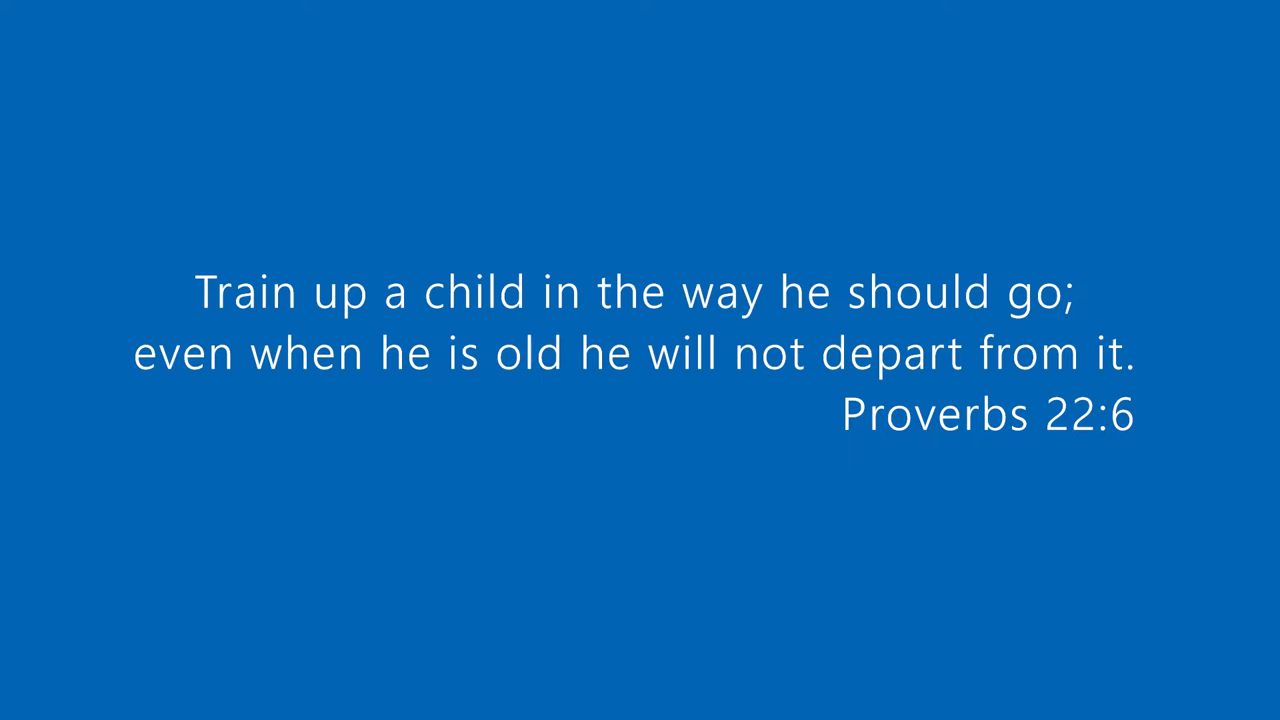 Train up a child in the way he should go;
even when he is old he will not depart from it.
Proverbs 22:6